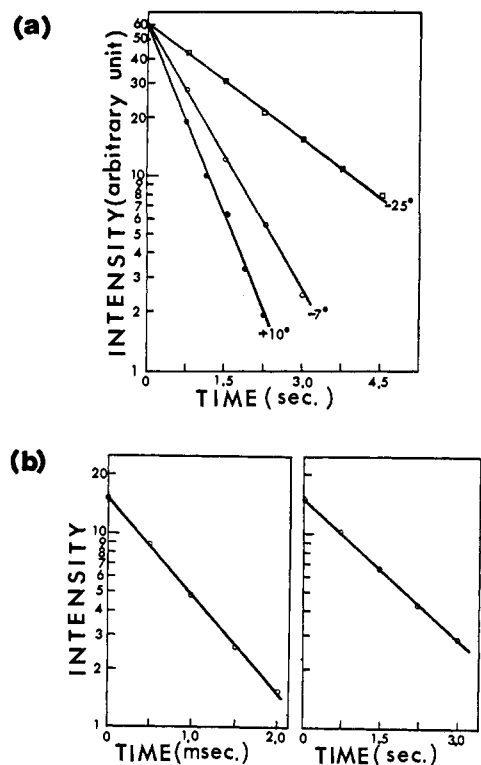 (a)
INTENSITY(arbitrary unit)
60
50
40
30
20
10
9
8
7
6
5
4
3
2
1
-25°
-7°
+10°
0 1,5 3,0 4,5
TIME (sec.)
(b)
INTENSITY
20
10
9
8
7
6
5
4
3
2
1
0 1,0 2,0
TIME(msec.)
0 1,5 3,0
TIME (sec.)